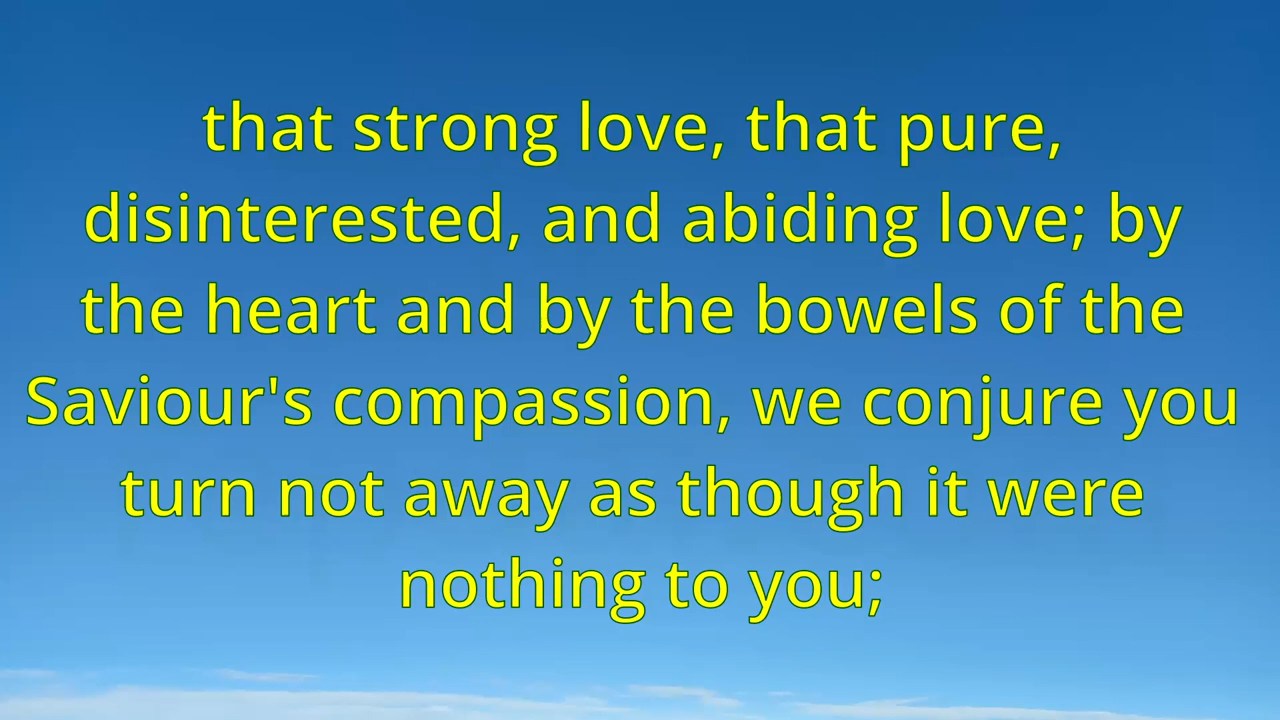 that strong love, that pure,
disinterested, and abiding love; by
the heart and by the bowels of the
Saviour's compassion, we conjure you
turn not away as though it were
nothing to you;